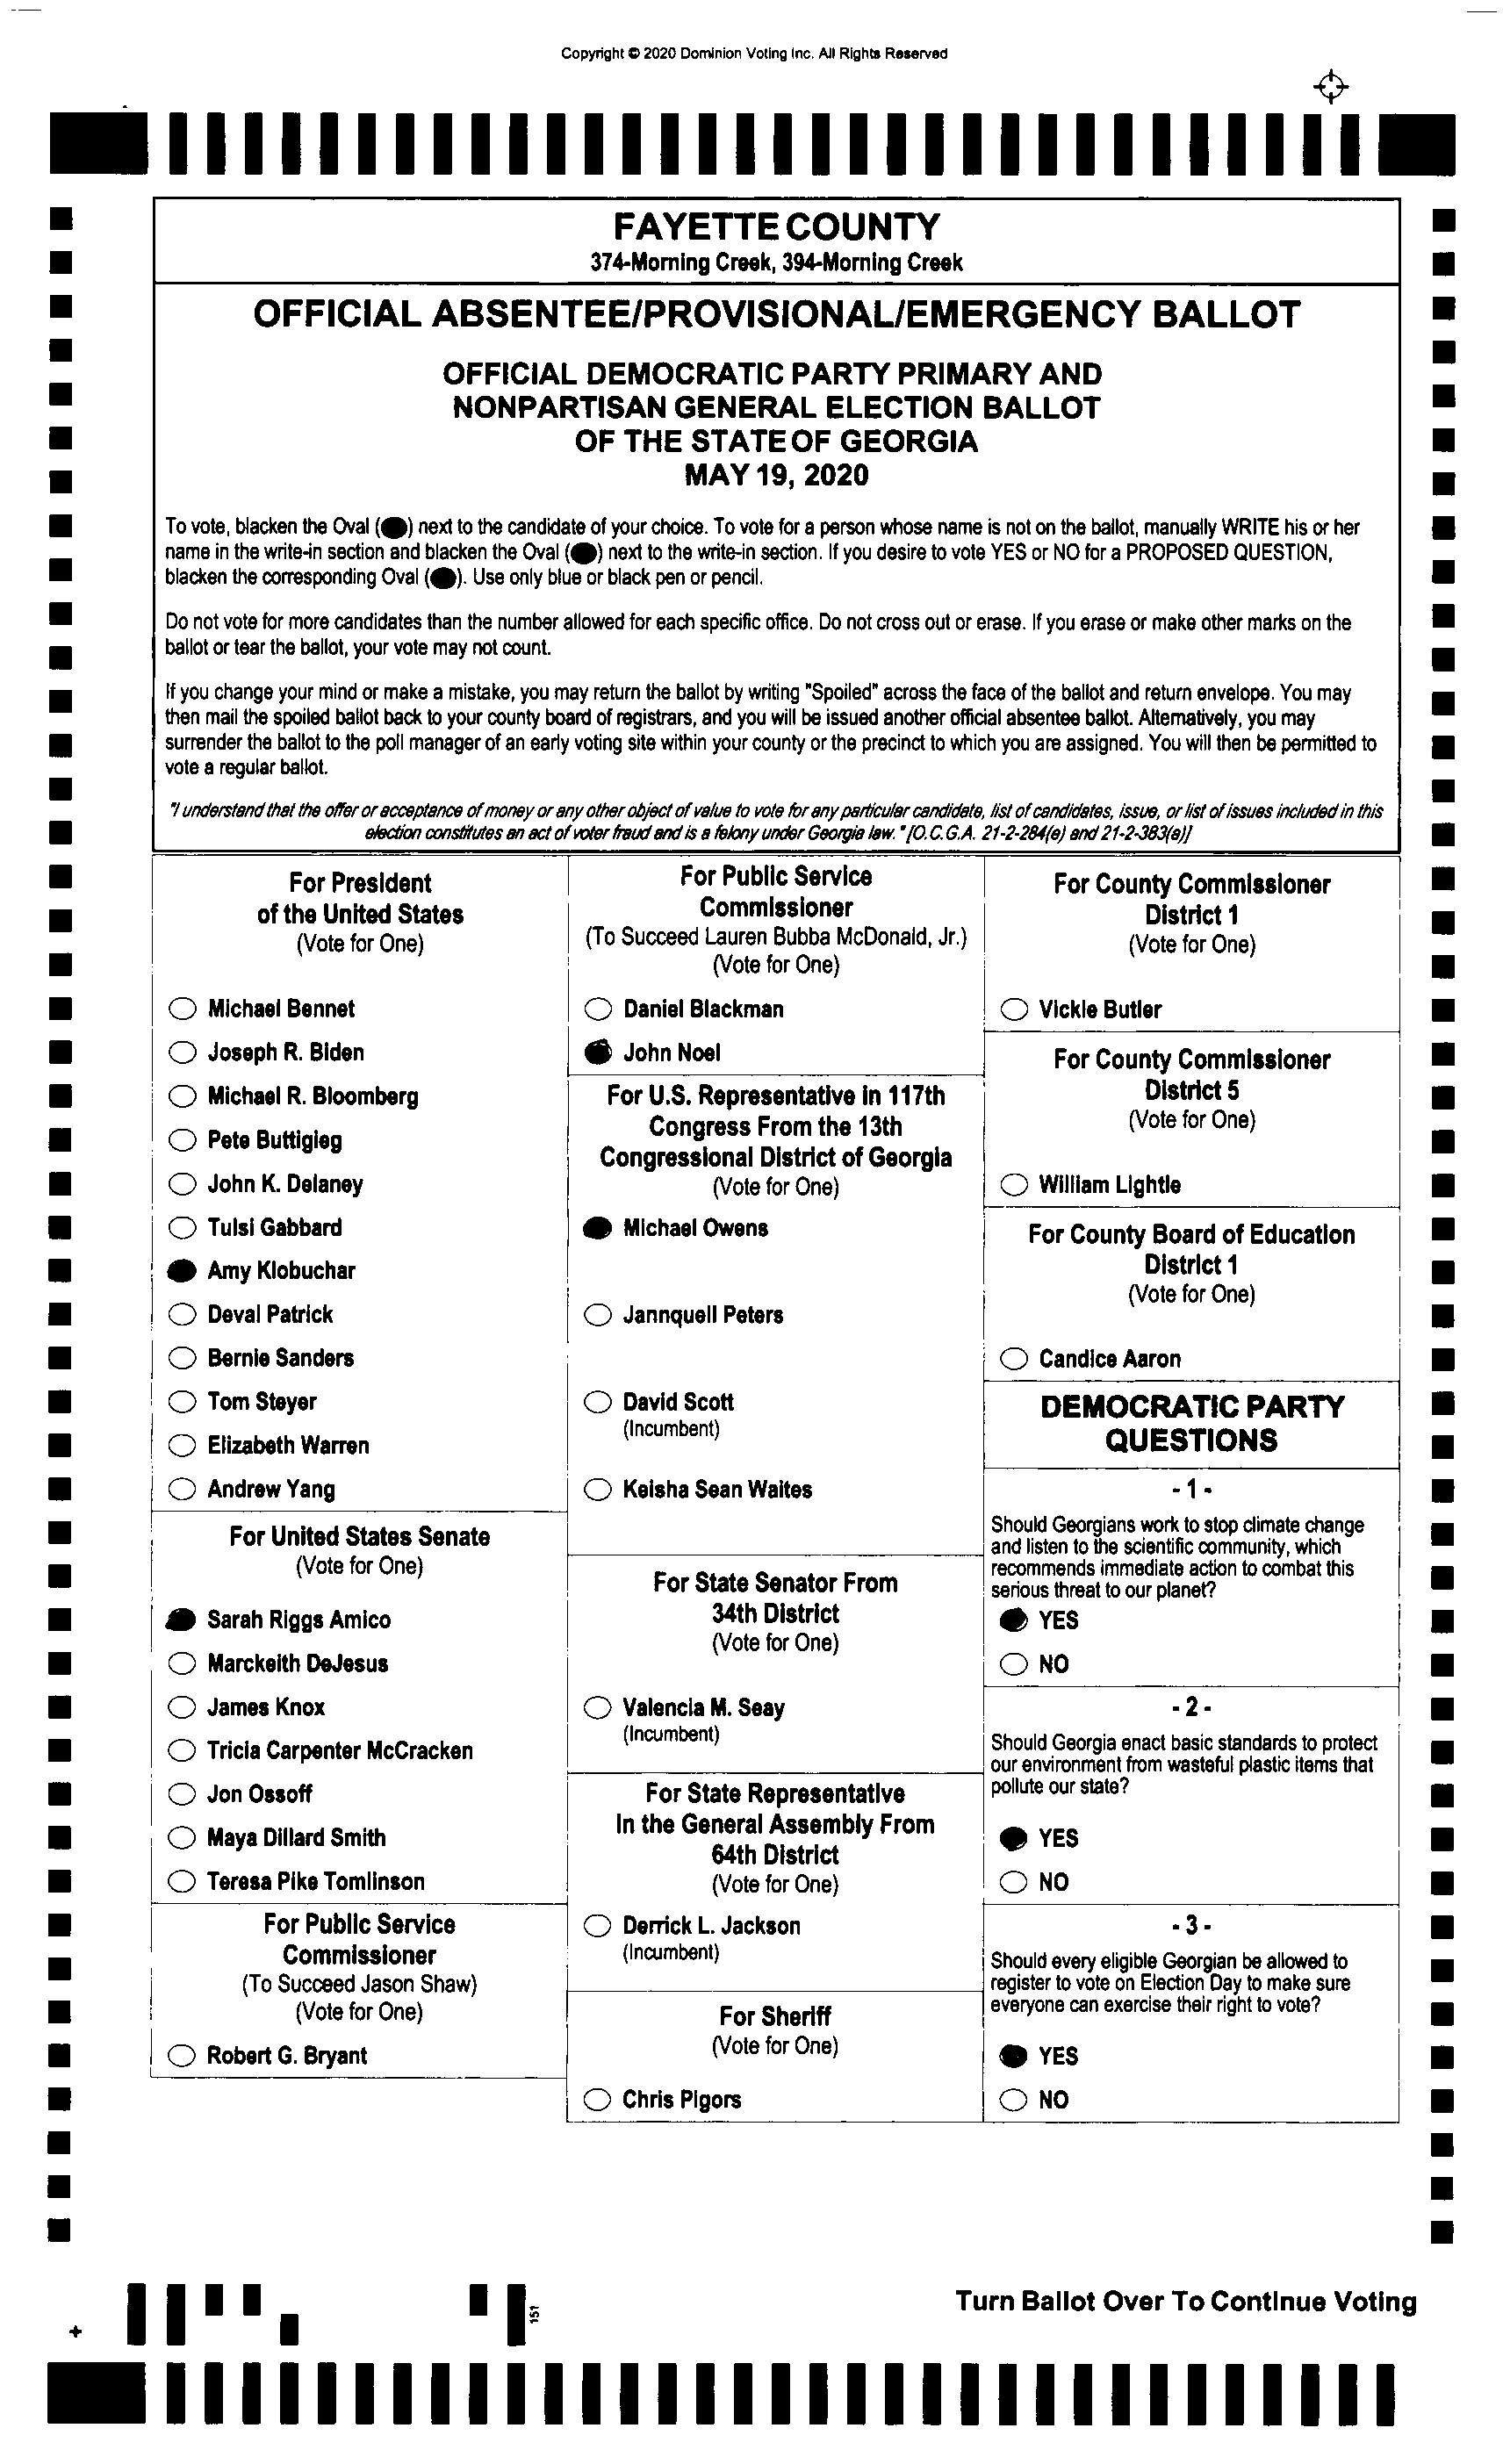 Copyright © 2020 Dominion Voting Inc. All Rights Reserved
FAYETTE COUNTY
374-Morning Creek, 394-Morning Creek
OFFICIAL ABSENTEE/PROVISIONAL/EMERGENCY BALLOT
OFFICIAL DEMOCRATIC PARTY PRIMARY AND
NONPARTISAN GENERAL ELECTION BALLOT
OF THE STATE OF GEORGIA
MAY 19, 2020
To vote, blacken the Oval ( ) next to the candidate of your choice. To vote for a person whose name is not on the ballot, manually WRITE his or her
name in the write-in section and blacken the Oval ( ) next to the write-in section. If you desire to vote YES or NO for a PROPOSED QUESTION,
blacken the corresponding Oval ( ). Use only blue or black pen or pencil.
Do not vote for more candidates than the number allowed for each specific office. Do not cross out or erase. If you erase or make other marks on the
ballot or tear the ballot, your vote may not count.
If you change your mind or make a mistake, you may return the ballot by writing "Spoiled" across the face of the ballot and return envelope. You may
then mail the spoiled ballot back to your county board of registrars, and you will be issued another official absentee ballot. Alternatively, you may
surrender the ballot to the poll manager of an early voting site within your county or the precinct to which you are assigned. You will then be permitted to
vote a regular ballot.
"I understand that the offer or acceptance of money or any other object of value to vote for any particular candidate, list of candidates, issue, or list of issues included in this
election constitutes an act of voter fraud and is a felony under Georgia law." [O.C.G.A. 21-2-284(e) and 21-2-383(a)]
For President
of the United States
(Vote for One)
Michael Bennet
Joseph R. Biden
Michael R. Bloomberg
Pete Buttigieg
John K. Delaney
Tulsi Gabbard
Amy Klobuchar
Deval Patrick
Bernie Sanders
Tom Steyer
Elizabeth Warren
Andrew Yang
For United States Senate
(Vote for One)
Sarah Riggs Amico
Marckeith DeJesus
James Knox
Tricia Carpenter McCracken
Jon Ossoff
Maya Dillard Smith
Teresa Pike Tomlinson
For Public Service
Commissioner
(To Succeed Jason Shaw)
(Vote for One)
Robert G. Bryant
For Public Service
Commissioner
(To Succeed Lauren Bubba McDonald, Jr.)
(Vote for One)
Daniel Blackman
John Noel
For U.S. Representative in 117th
Congress From the 13th
Congressional District of Georgia
(Vote for One)
Michael Owens
Jannquell Peters
David Scott
(Incumbent)
Keisha Sean Waites
For State Senator From
34th District
(Vote for One)
Valencia M. Seay
(Incumbent)
For State Representative
In the General Assembly From
64th District
(Vote for One)
Derrick L. Jackson
(Incumbent)
For Sheriff
(Vote for One)
Chris Pigors
For County Commissioner
District 1
(Vote for One)
Vickie Butler
For County Commissioner
District 5
(Vote for One)
William Lightle
For County Board of Education
District 1
(Vote for One)
Candice Aaron
DEMOCRATIC PARTY
QUESTIONS
- 1 -
Should Georgians work to stop climate change
and listen to the scientific community, which
recommends immediate action to combat this
serious threat to our planet?
YES
NO
- 2 -
Should Georgia enact basic standards to protect
our environment from wasteful plastic items that
pollute our state?
YES
NO
- 3 -
Should every eligible Georgian be allowed to
register to vote on Election Day to make sure
everyone can exercise their right to vote?
YES
NO
151
Turn Ballot Over To Continue Voting